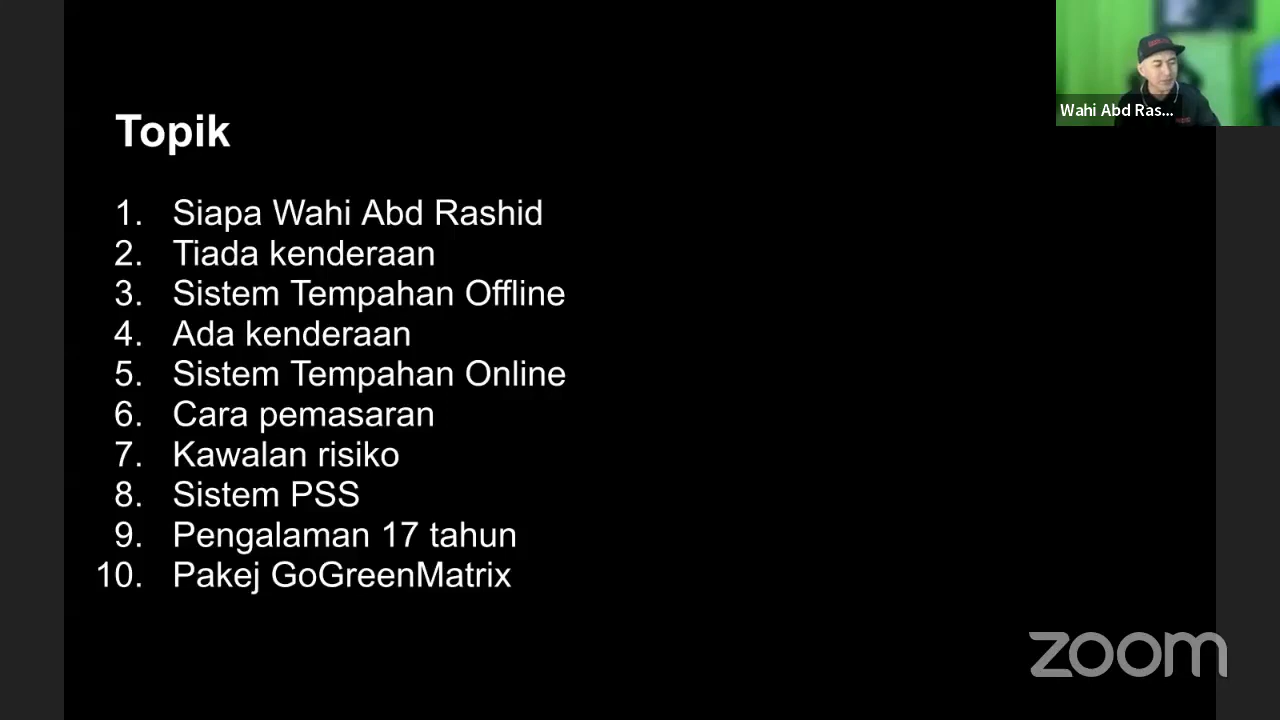 Wahi Abd Ras...
Topik
1. Siapa Wahi Abd Rashid
2. Tiada kenderaan
3. Sistem Tempahan Offline
4. Ada kenderaan
5. Sistem Tempahan Online
6. Cara pemasaran
7. Kawalan risiko
8. Sistem PSS
9. Pengalaman 17 tahun
10. Pakej GoGreenMatrix
zoom